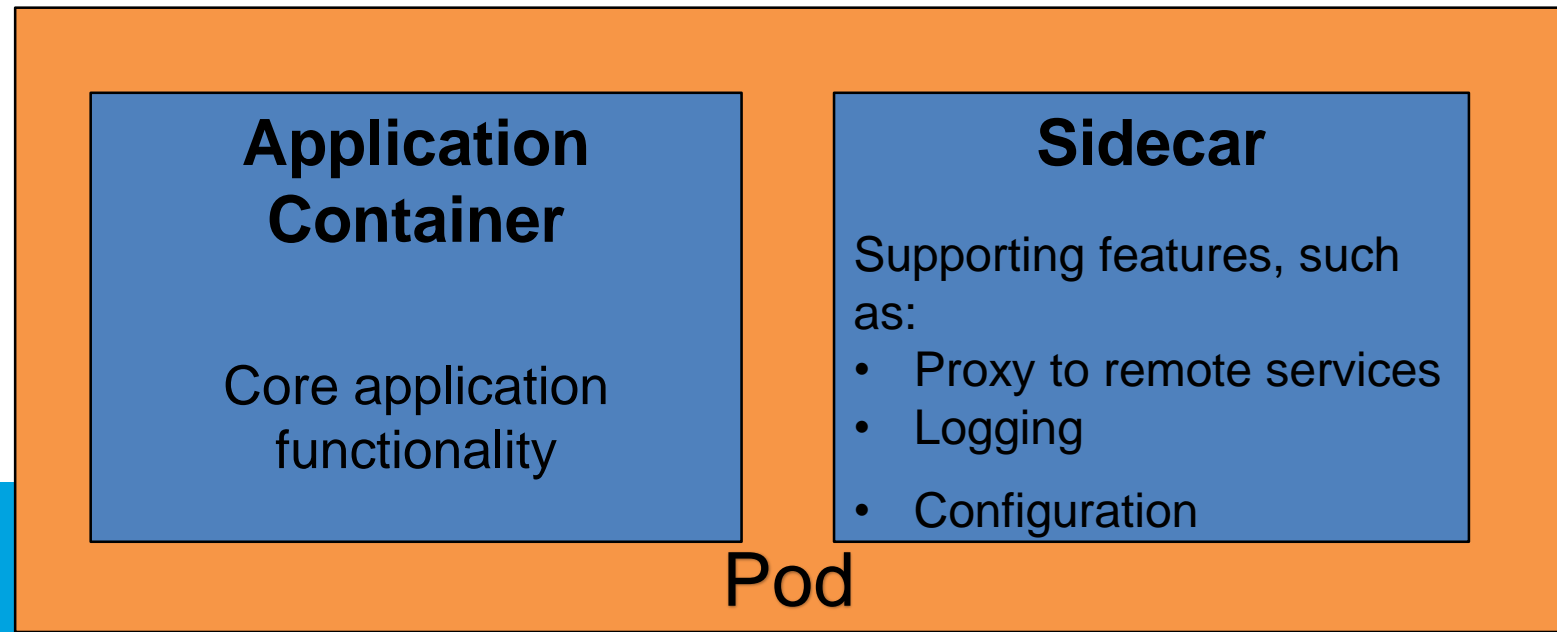 Application
Container
Core application
functionality
Sidecar
Supporting features, such
as:
• Proxy to remote services
• Logging
• Configuration
Pod